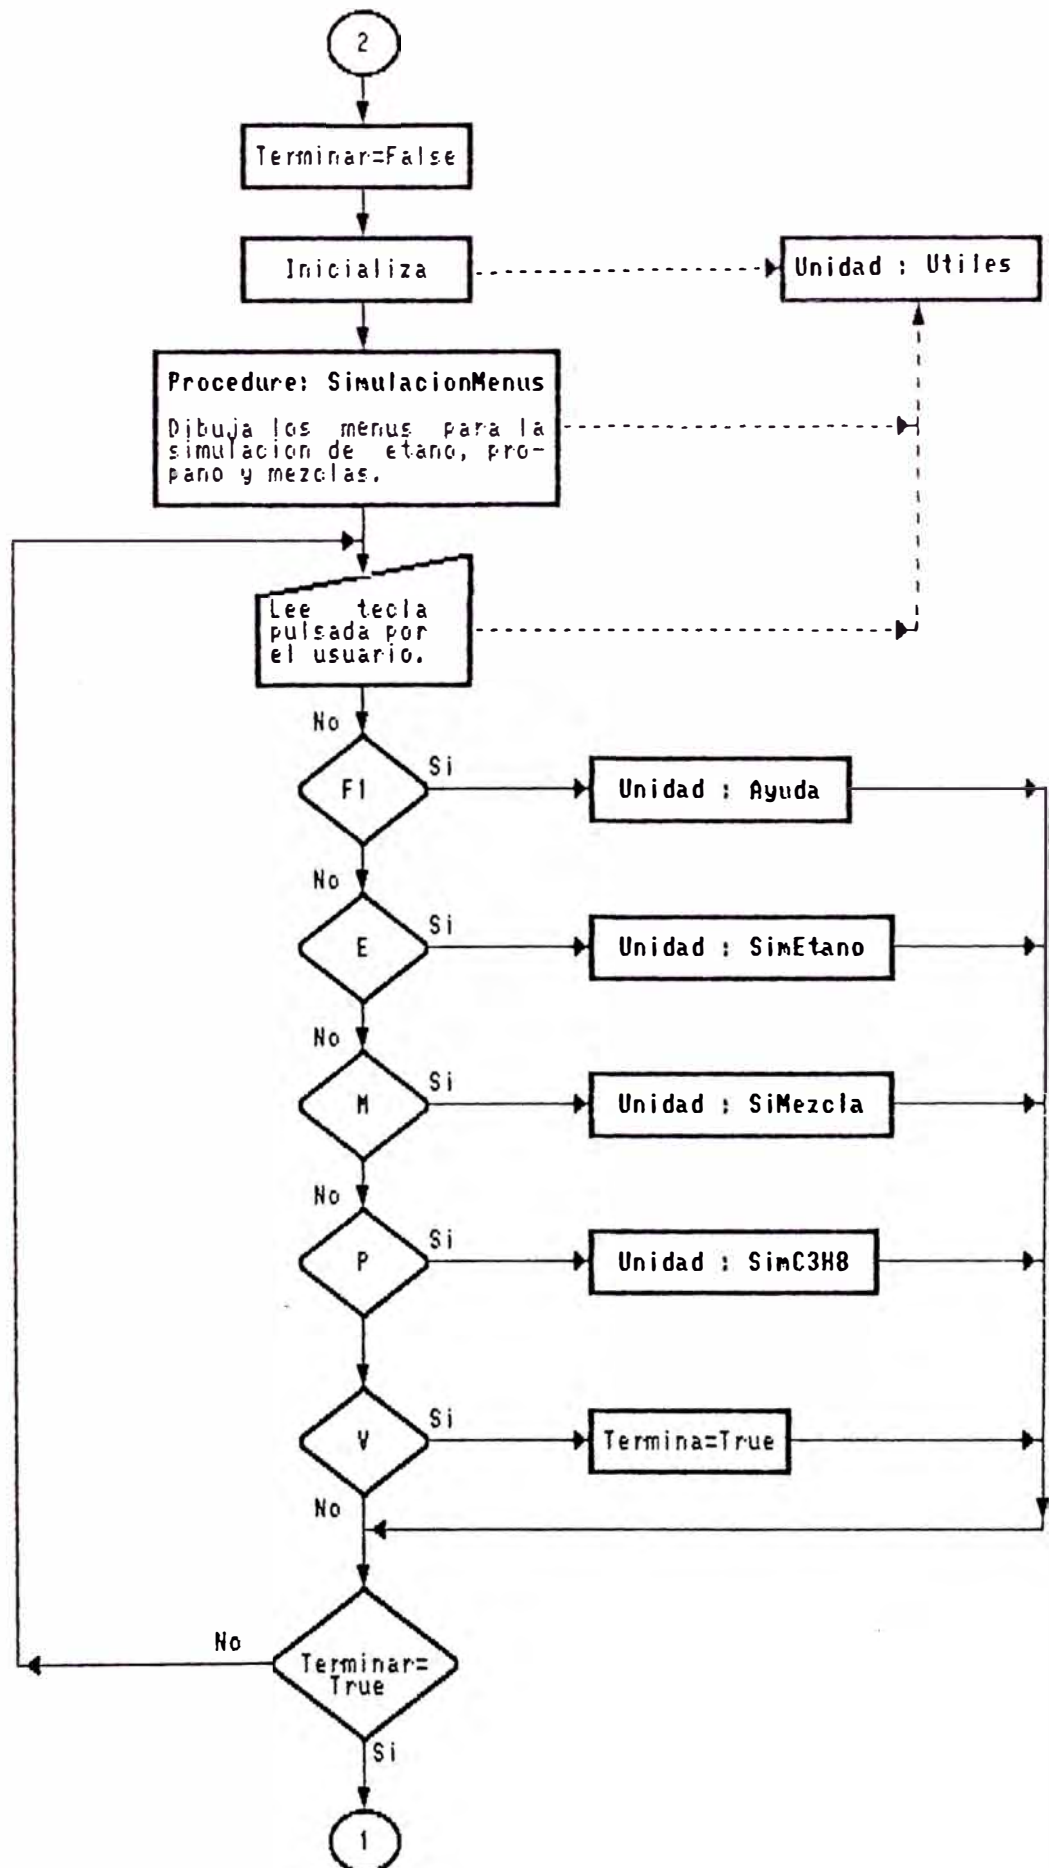 2
Terminar=False
Inicializa
Unidad : Utiles
Procedure: SimulacionMenus
Dibuja los menus para la
simulacion de etano, pro-
pano y mezclas.
Lee tecla
pulsada por
el usuario.
No
F1
Si
Unidad : Ayuda
No
E
Si
Unidad : SimEtano
No
M
Si
Unidad : SiMezcla
No
P
Si
Unidad : SimC3H8
V
Si
Termina=True
No
No
Terminar=
True
Si
1